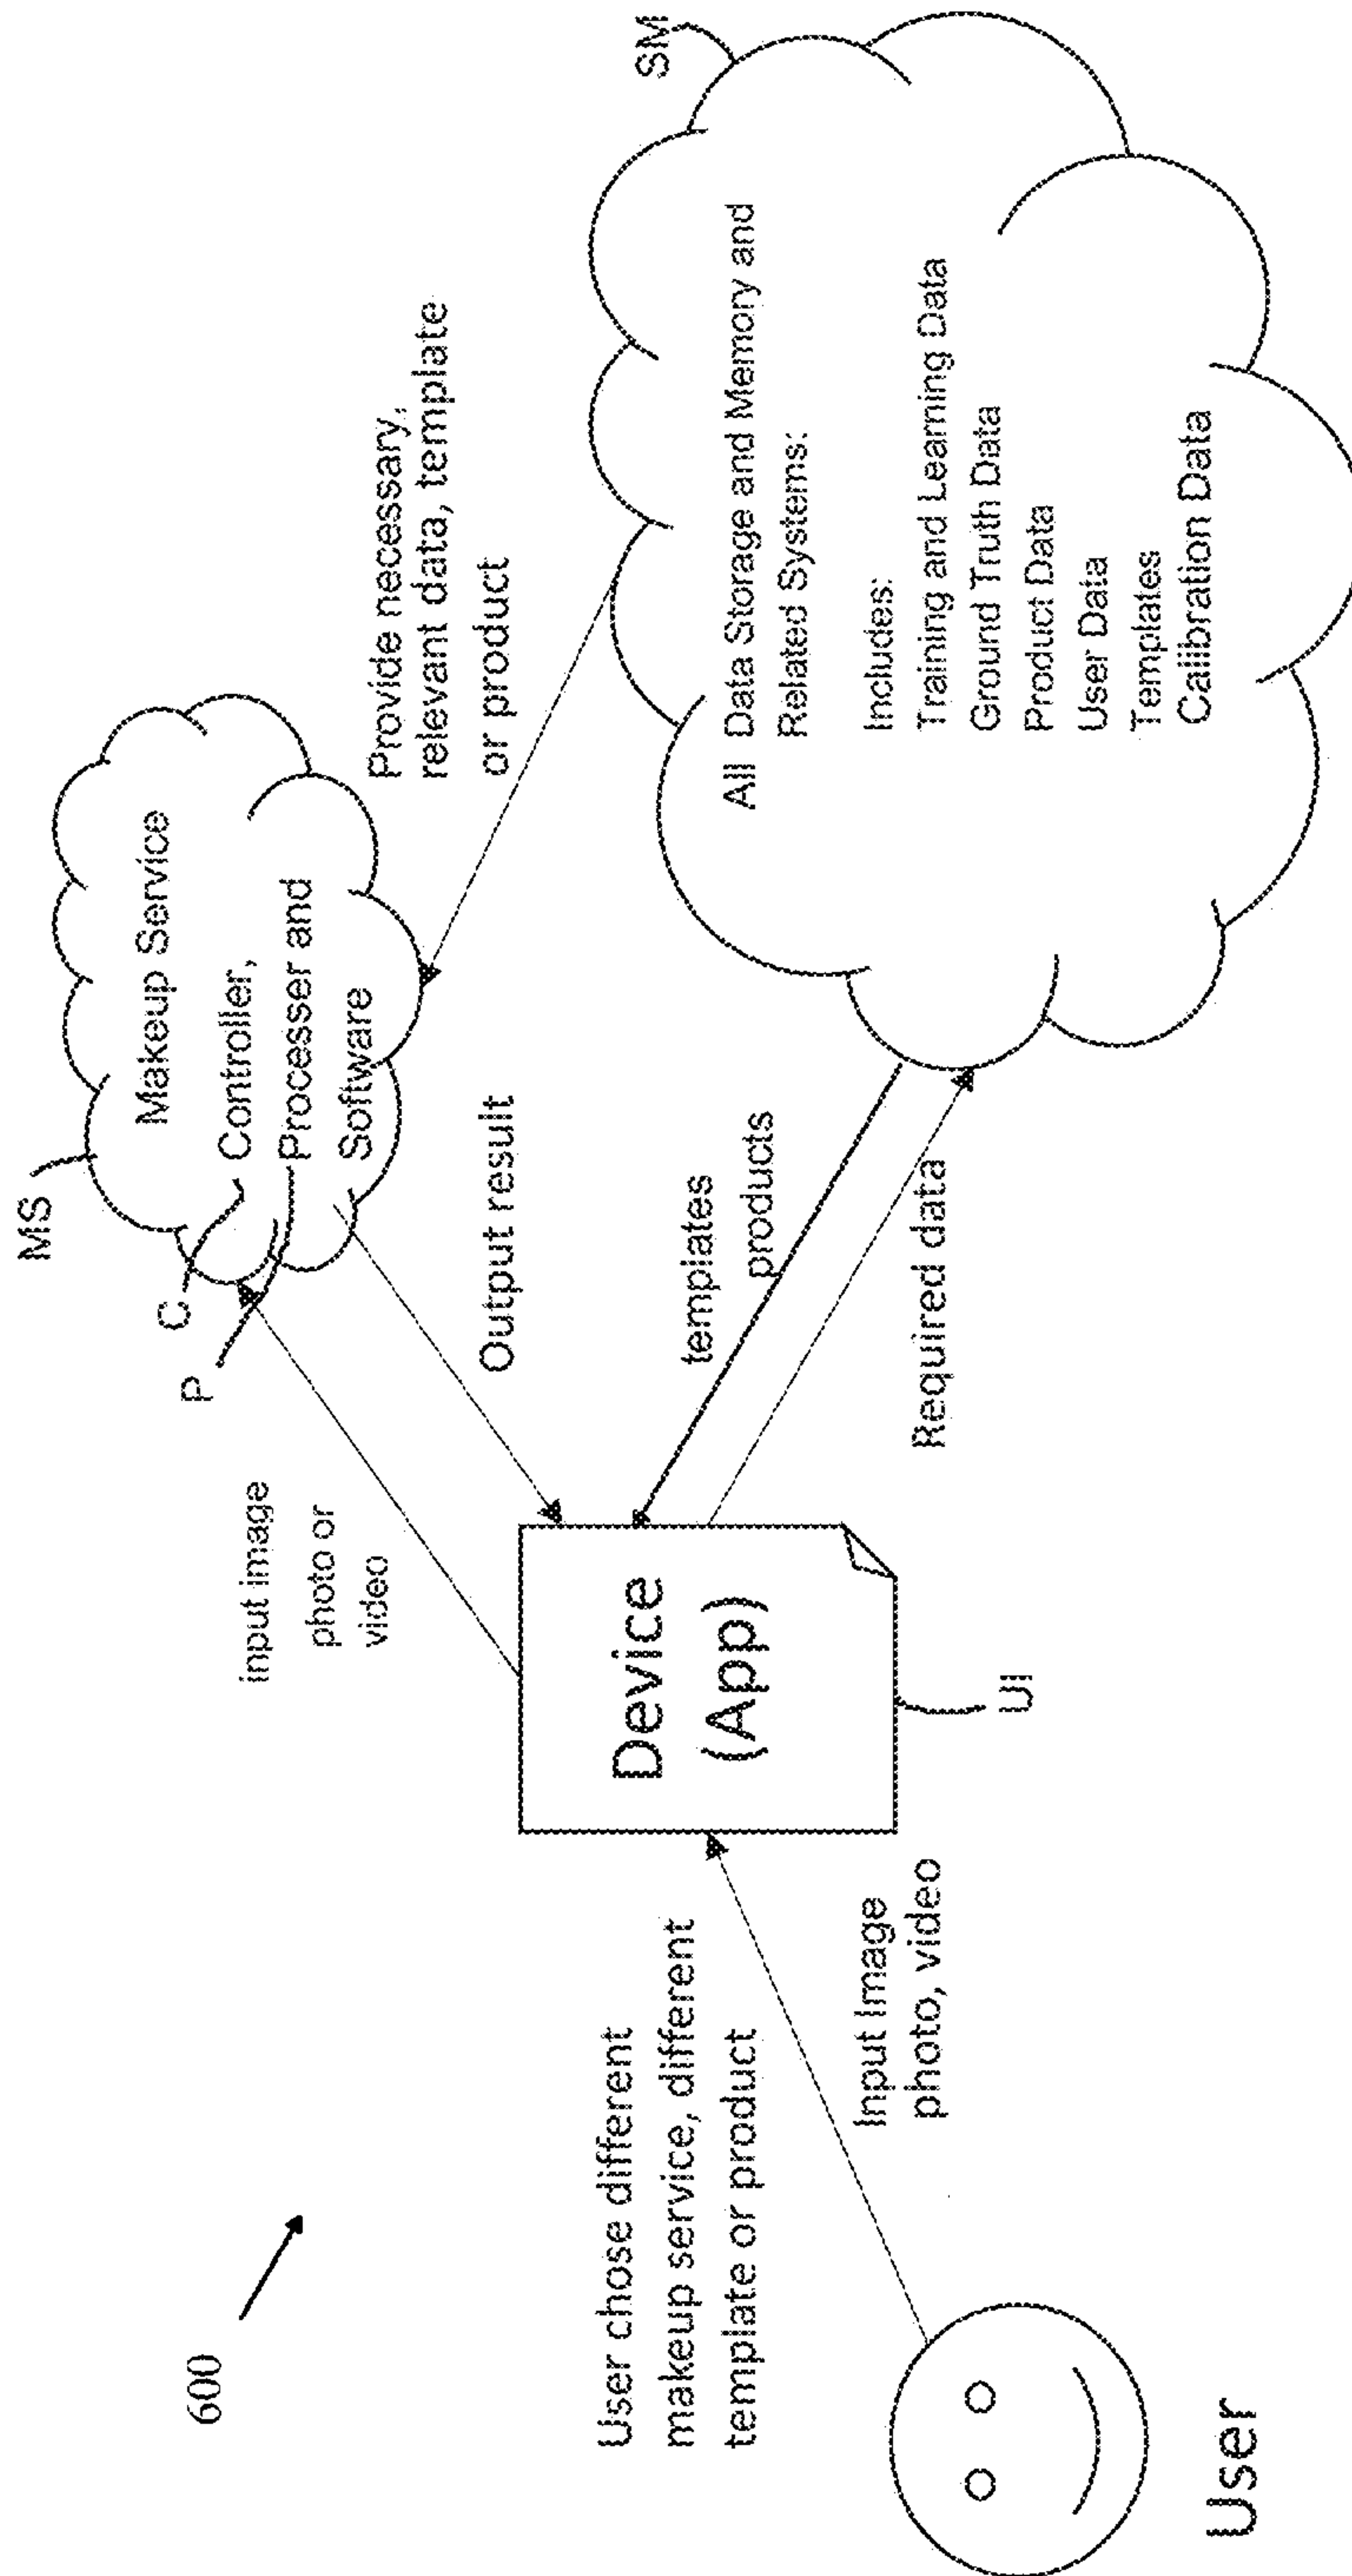 600
User
User chose different
makeup service, different
template or product
Input Image
photo, video
Device
(App)
UI
input image
photo or
video
Output result
templates
products
Required data
MS
C
P
Makeup Service
Controller,
Processer and
Software
Provide necessary,
relevant data, template
or product
SM
All Data Storage and Memory and
Related Systems:
Includes:
Training and Learning Data
Ground Truth Data
Product Data
User Data
Templates
Calibration Data